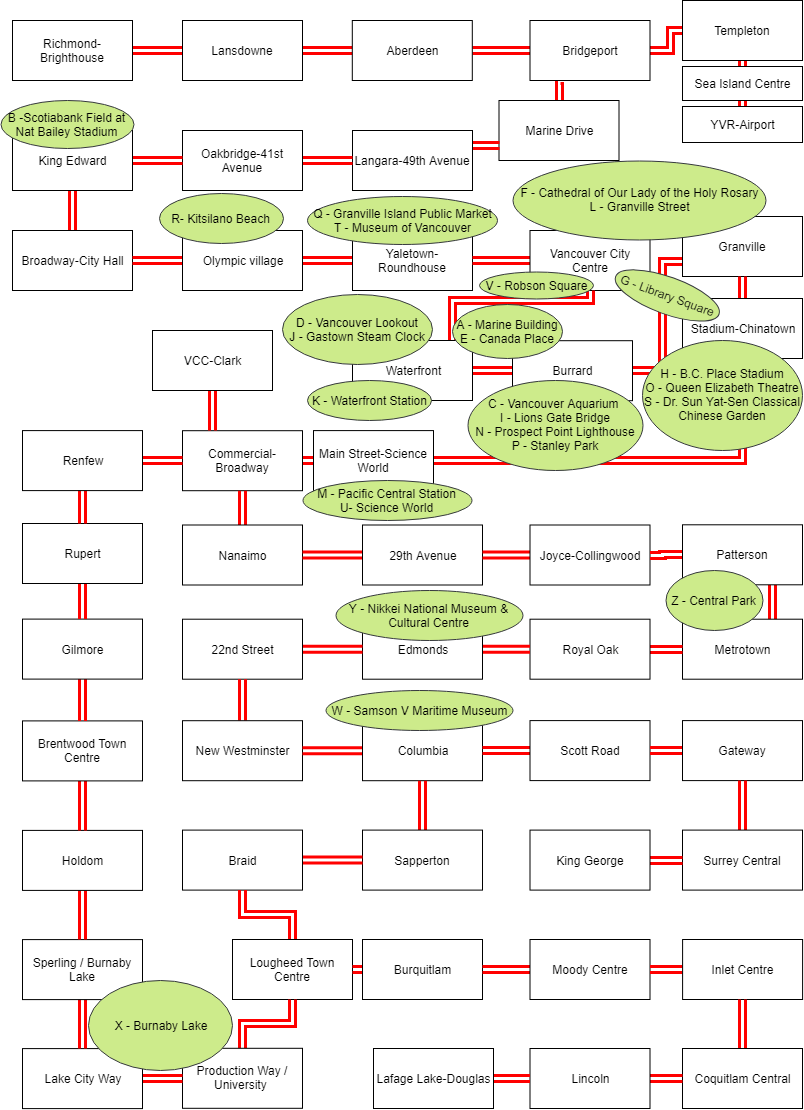 Richmond-
Brighthouse
Lansdowne
Aberdeen
Bridgeport
Templeton
Sea Island Centre
YVR-Airport
B -Scotiabank Field at
Nat Bailey Stadium
King Edward
Oakbridge-41st
Avenue
Langara-49th Avenue
Marine Drive
R- Kitsilano Beach
Q - Granville Island Public Market
T - Museum of Vancouver
F - Cathedral of Our Lady of the Holy Rosary
L - Granville Street
Broadway-City Hall
Olympic village
Yaletown-
Roundhouse
Vancouver City
Centre
Granville
V - Robson Square
G - Library Square
D - Vancouver Lookout
J - Gastown Steam Clock
A - Marine Building
E - Canada Place
Stadium-Chinatown
VCC-Clark
Waterfront
Burrard
H - B.C. Place Stadium
O - Queen Elizabeth Theatre
S - Dr. Sun Yat-Sen Classical
Chinese Garden
K - Waterfront Station
C - Vancouver Aquarium
I - Lions Gate Bridge
N - Prospect Point Lighthouse
P - Stanley Park
Renfew
Commercial-
Broadway
Main Street-Science
World
M - Pacific Central Station
U- Science World
Rupert
Nanaimo
29th Avenue
Joyce-Collingwood
Patterson
Z - Central Park
Y - Nikkei National Museum &
Cultural Centre
Gilmore
22nd Street
Edmonds
Royal Oak
Metrotown
W - Samson V Maritime Museum
Brentwood Town
Centre
New Westminster
Columbia
Scott Road
Gateway
Holdom
Braid
Sapperton
King George
Surrey Central
Sperling / Burnaby
Lake
Lougheed Town
Centre
Burquitlam
Moody Centre
Inlet Centre
X - Burnaby Lake
Lake City Way
Production Way /
University
Lafage Lake-Douglas
Lincoln
Coquitlam Central